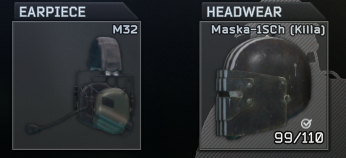 EARPIECE
M32
HEADWEAR
Maska-1SCh (Killa)
99/110